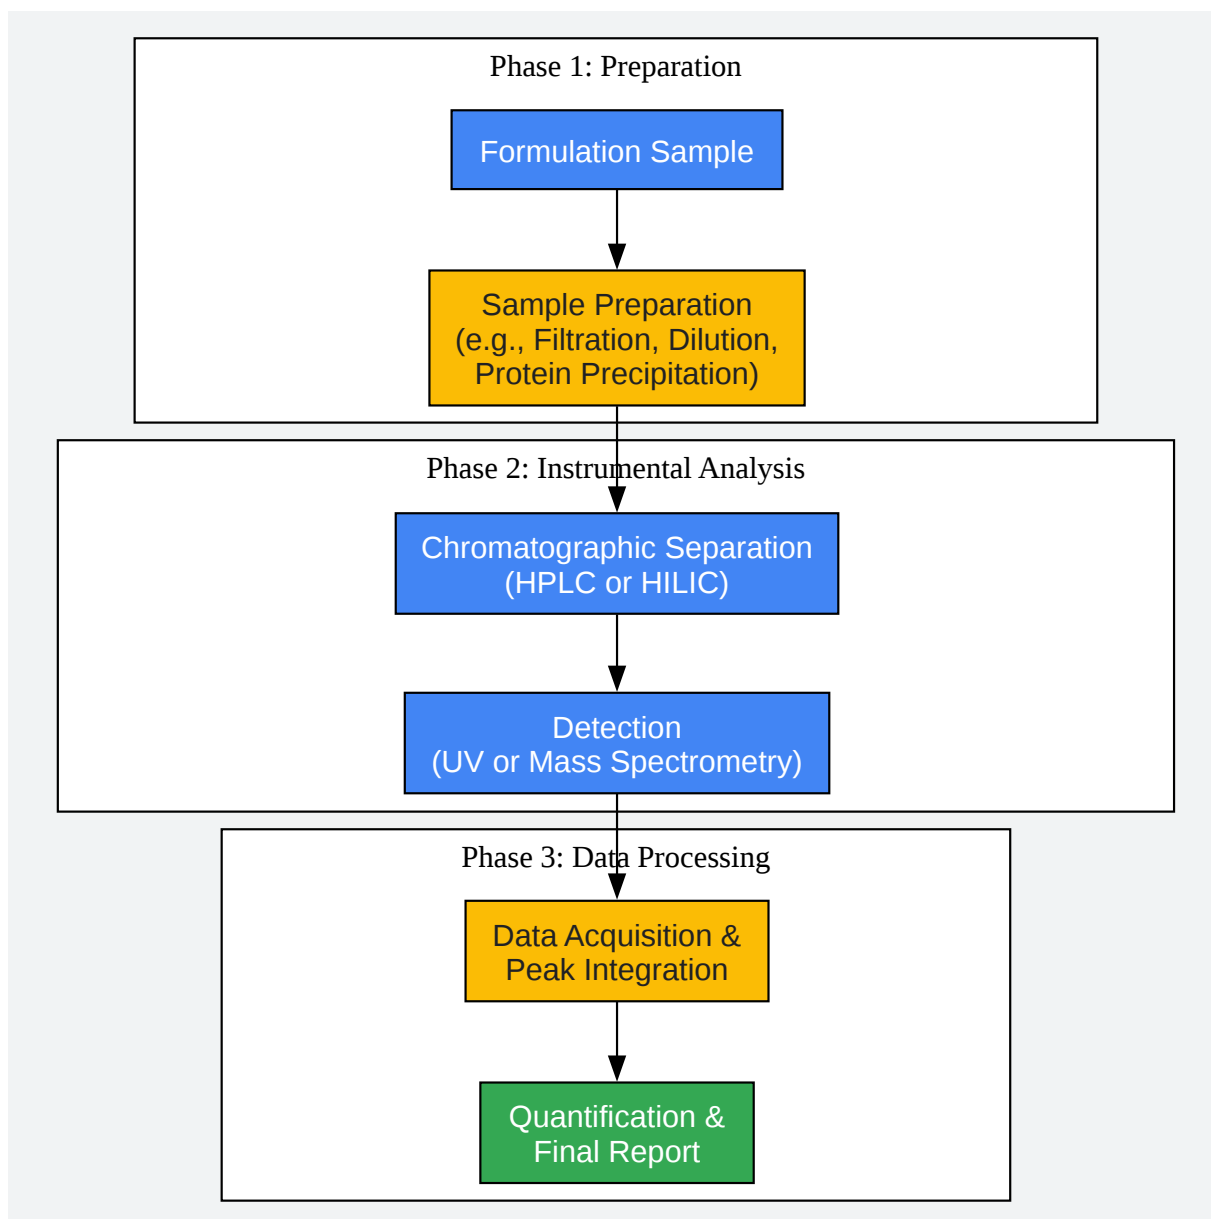 Phase 1: Preparation
Formulation Sample
Sample Preparation
(e.g., Filtration, Dilution,
Protein Precipitation)
Phase 2: Instrumental Analysis
Chromatographic Separation
(HPLC or HILIC)
Detection
(UV or Mass Spectrometry)
Phase 3: Data Processing
Data Acquisition &
Peak Integration
Quantification &
Final Report